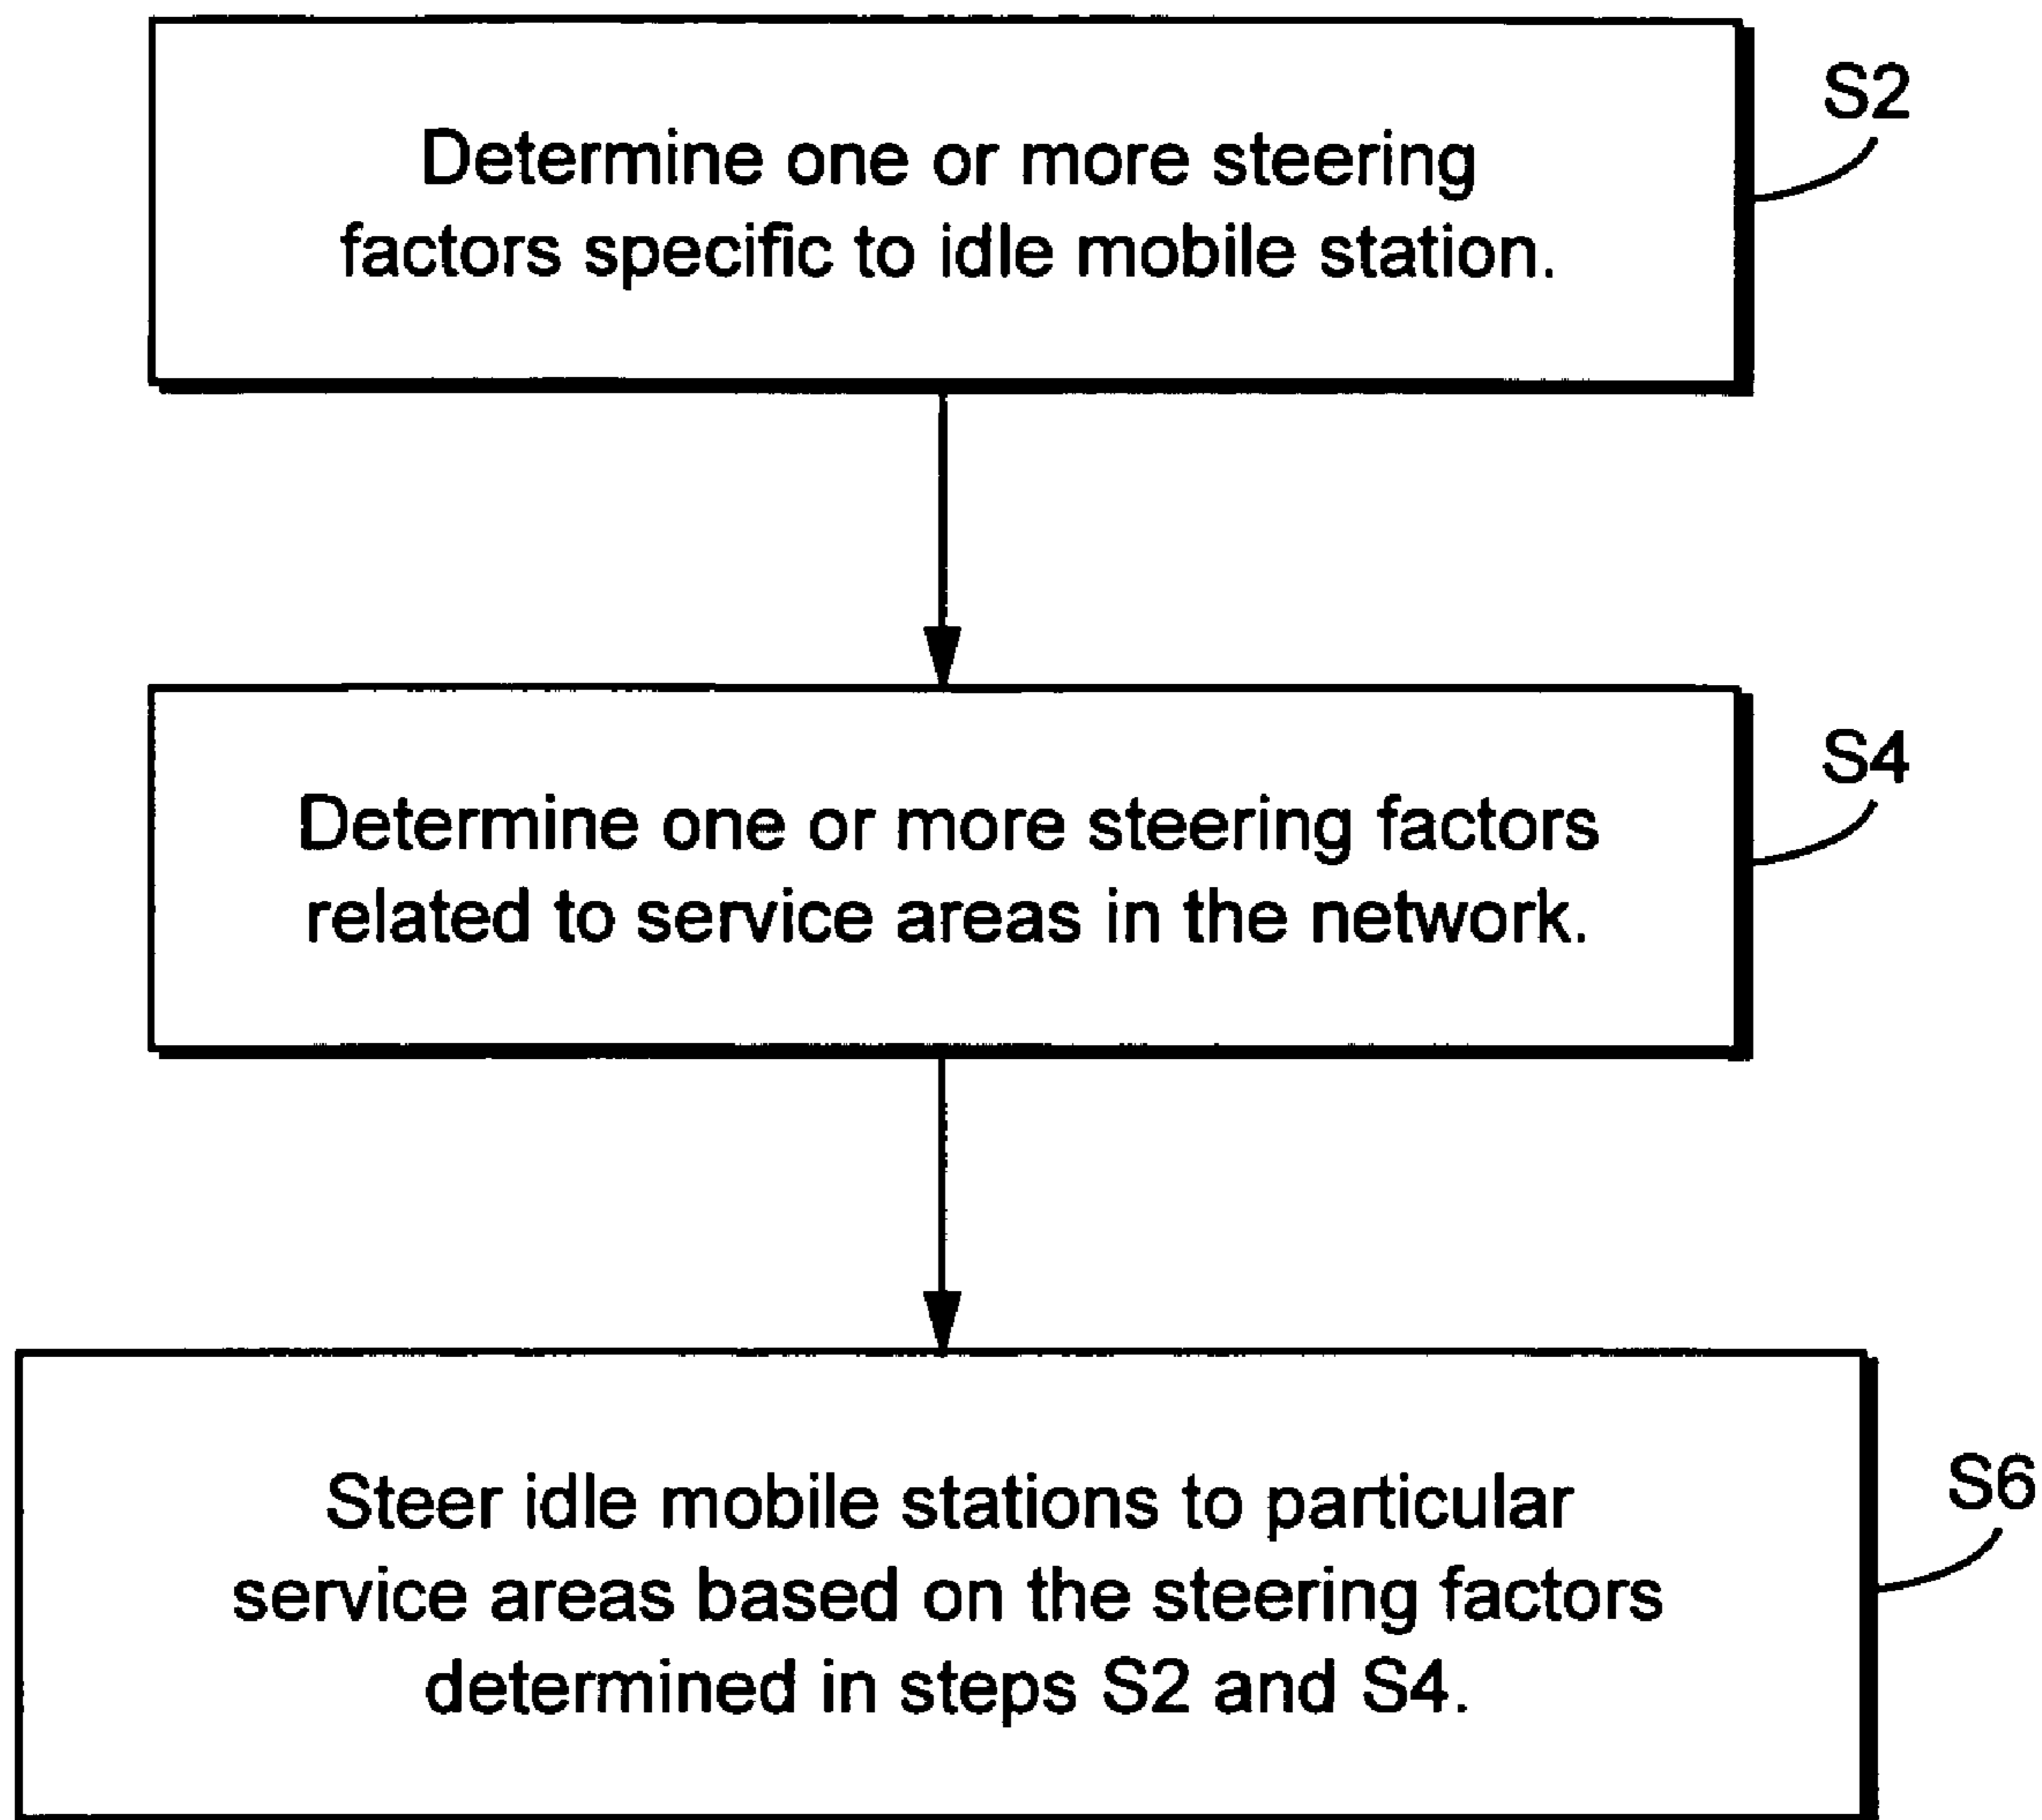 S2
Determine one or more steering
factors specific to idle mobile station.
S4
Determine one or more steering factors
related to service areas in the network.
S6
Steer idle mobile stations to particular
service areas based on the steering factors
determined in steps S2 and S4.